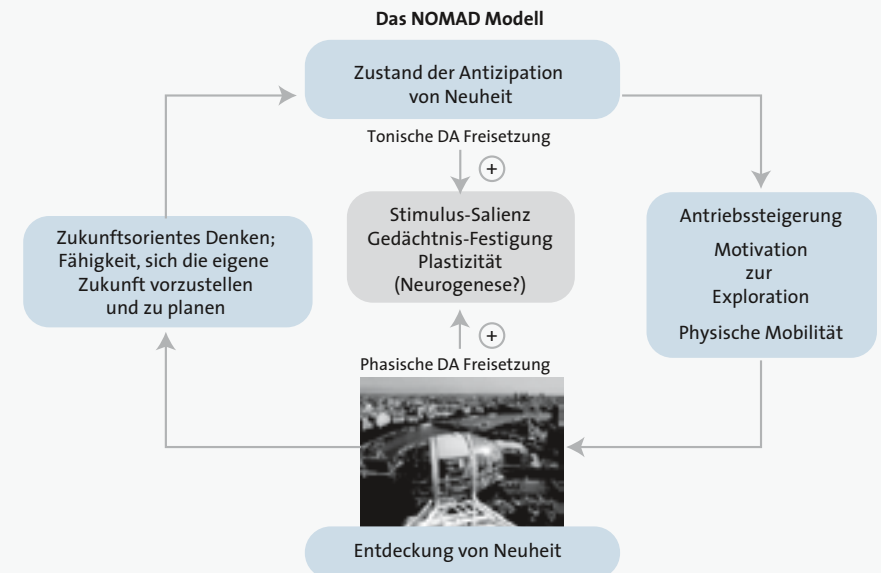 Das NOMAD Modell
Zustand der Antizipation
von Neuheit
Tonische DA Freisetzung
+
Stimulus-Salienz
Gedächtnis-Festigung
Plastizität
(Neurogenese?)
Zukunftsorientes Denken;
Fähigkeit, sich die eigene
Zukunft vorzustellen
und zu planen
Antriebssteigerung
Motivation
zur
Exploration
Physische Mobilität
+
Phasische DA Freisetzung
Entdeckung von Neuheit